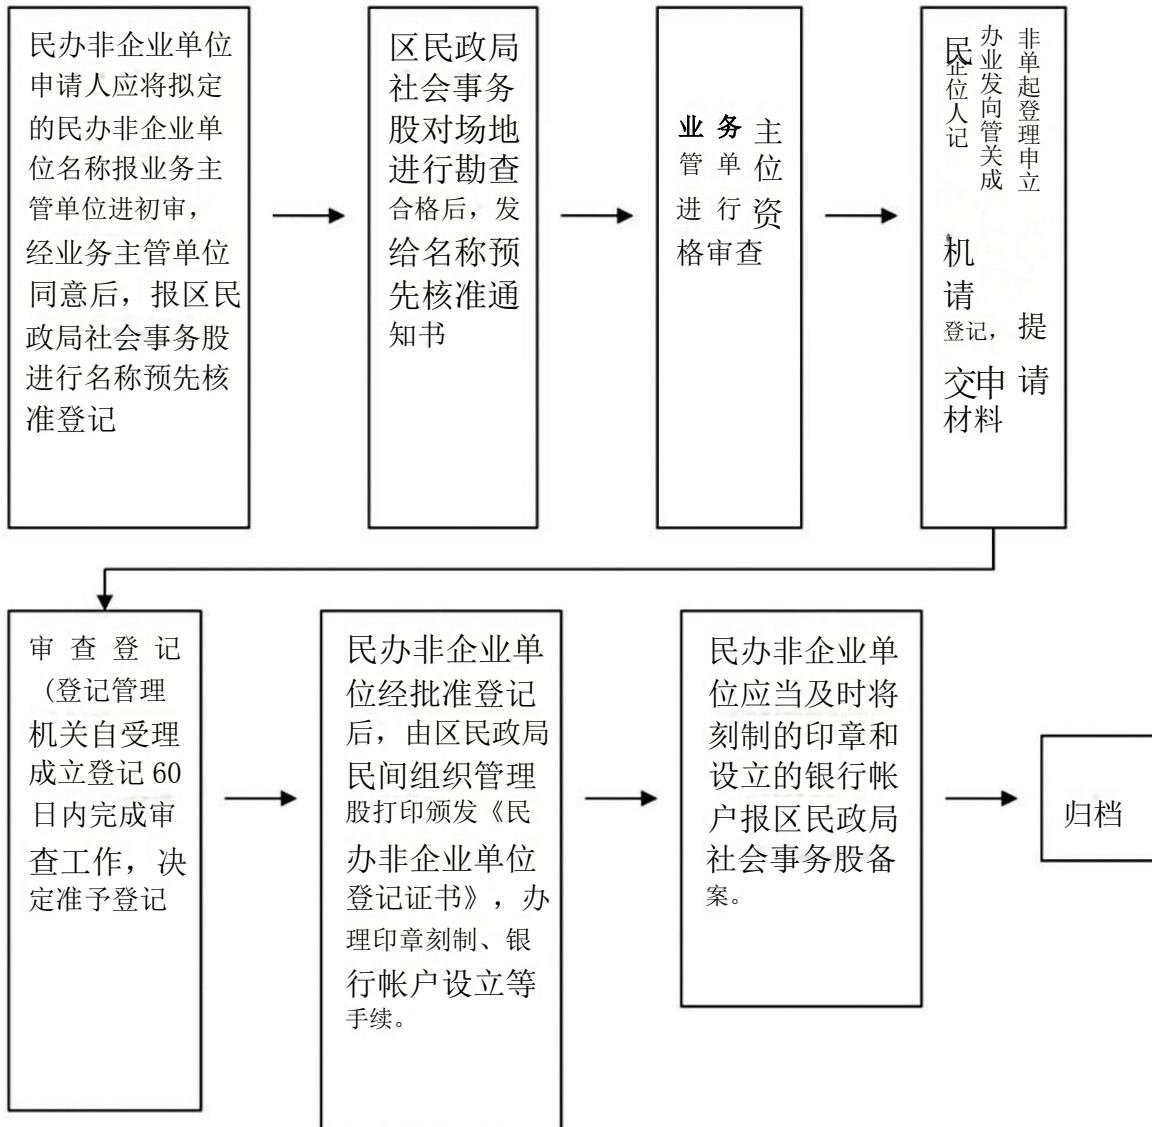 民办非企业单位
申请人应将拟定
的民办非企业单
位名称报业务主
管单位进初审，
经业务主管单位
同意后，报区民
政局社会事务股
进行名称预先核
准登记
区民政局
社会事务
股对场地
进行勘查
合格后，发
给名称预
先核准通
知书
业务主
管单位
进行资
格审查
民办非
企业单
位发起
人向登
记管理
关申
成立
机
请
登记，提
交申请
材料
审查登记
（登记管理
机关自受理
成立登记60
日内完成审
查工作，决
定准予登记
民办非企业单
位经批准登记
后，由区民政局
民间组织管理
股打印颁发《民
办非企业单位
登记证书》，办
理印章刻制、银
行帐户设立等
手续。
民办非企业单
位应当及时将
刻制的印章和
设立的银行帐
户报区民政局
社会事务股备
案。
归档